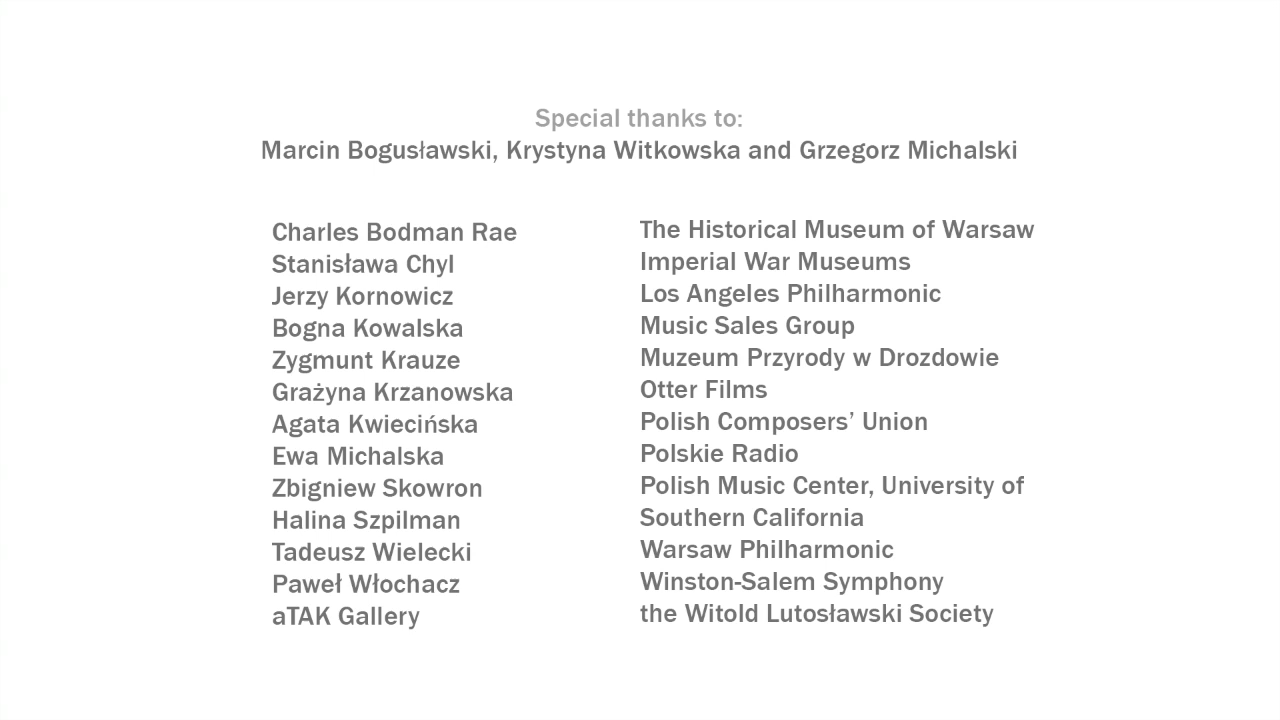 Special thanks to:
Marcin Bogusławski, Krystyna Witkowska and Grzegorz Michalski
Charles Bodman Rae
Stanisława Chyl
Jerzy Kornowicz
Bogna Kowalska
Zygmunt Krauze
Grażyna Krzanowska
Agata Kwiecińska
Ewa Michalska
Zbigniew Skowron
Halina Szpilman
Tadeusz Wielecki
Paweł Włochacz
aTAK Gallery
The Historical Museum of Warsaw
Imperial War Museums
Los Angeles Philharmonic
Music Sales Group
Muzeum Przyrody w Drozdowie
Otter Films
Polish Composers’ Union
Polskie Radio
Polish Music Center, University of
Southern California
Warsaw Philharmonic
Winston-Salem Symphony
the Witold Lutosławski Society